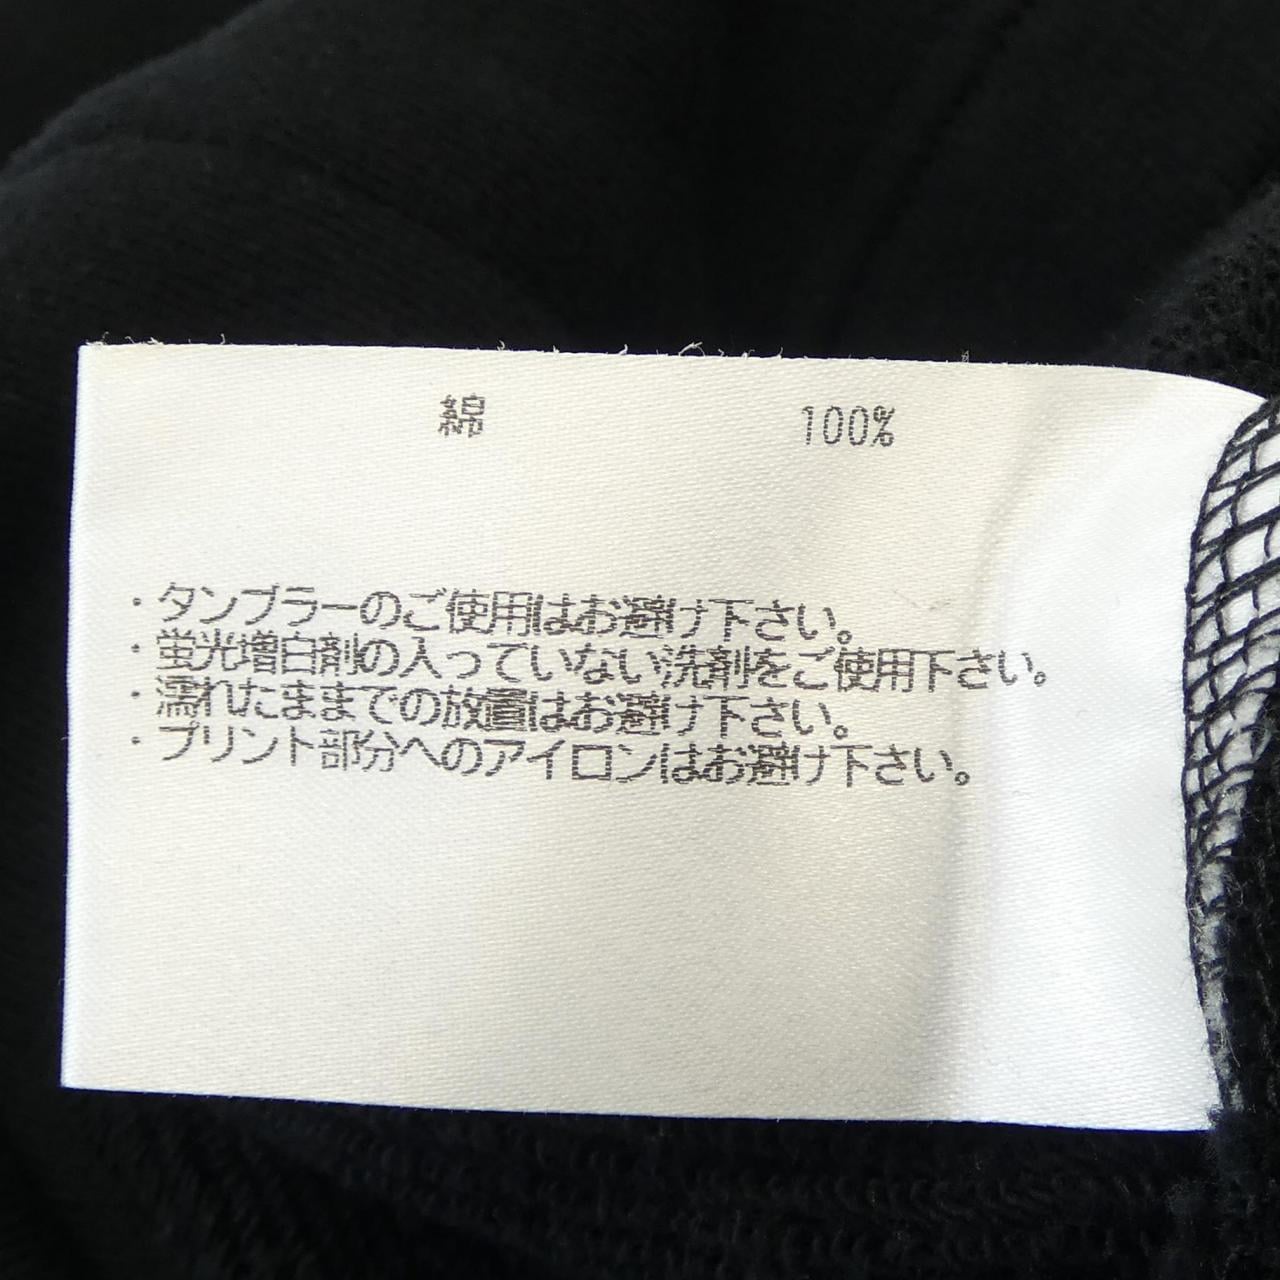 綿 100%
・タンブラーのご使用はお避け下さい。
・蛍光増白剤の入っていない洗剤をご使用下さい。
・濡れたままでの放置はお避け下さい。
・プリント部分へのアイロンはお避け下さい。